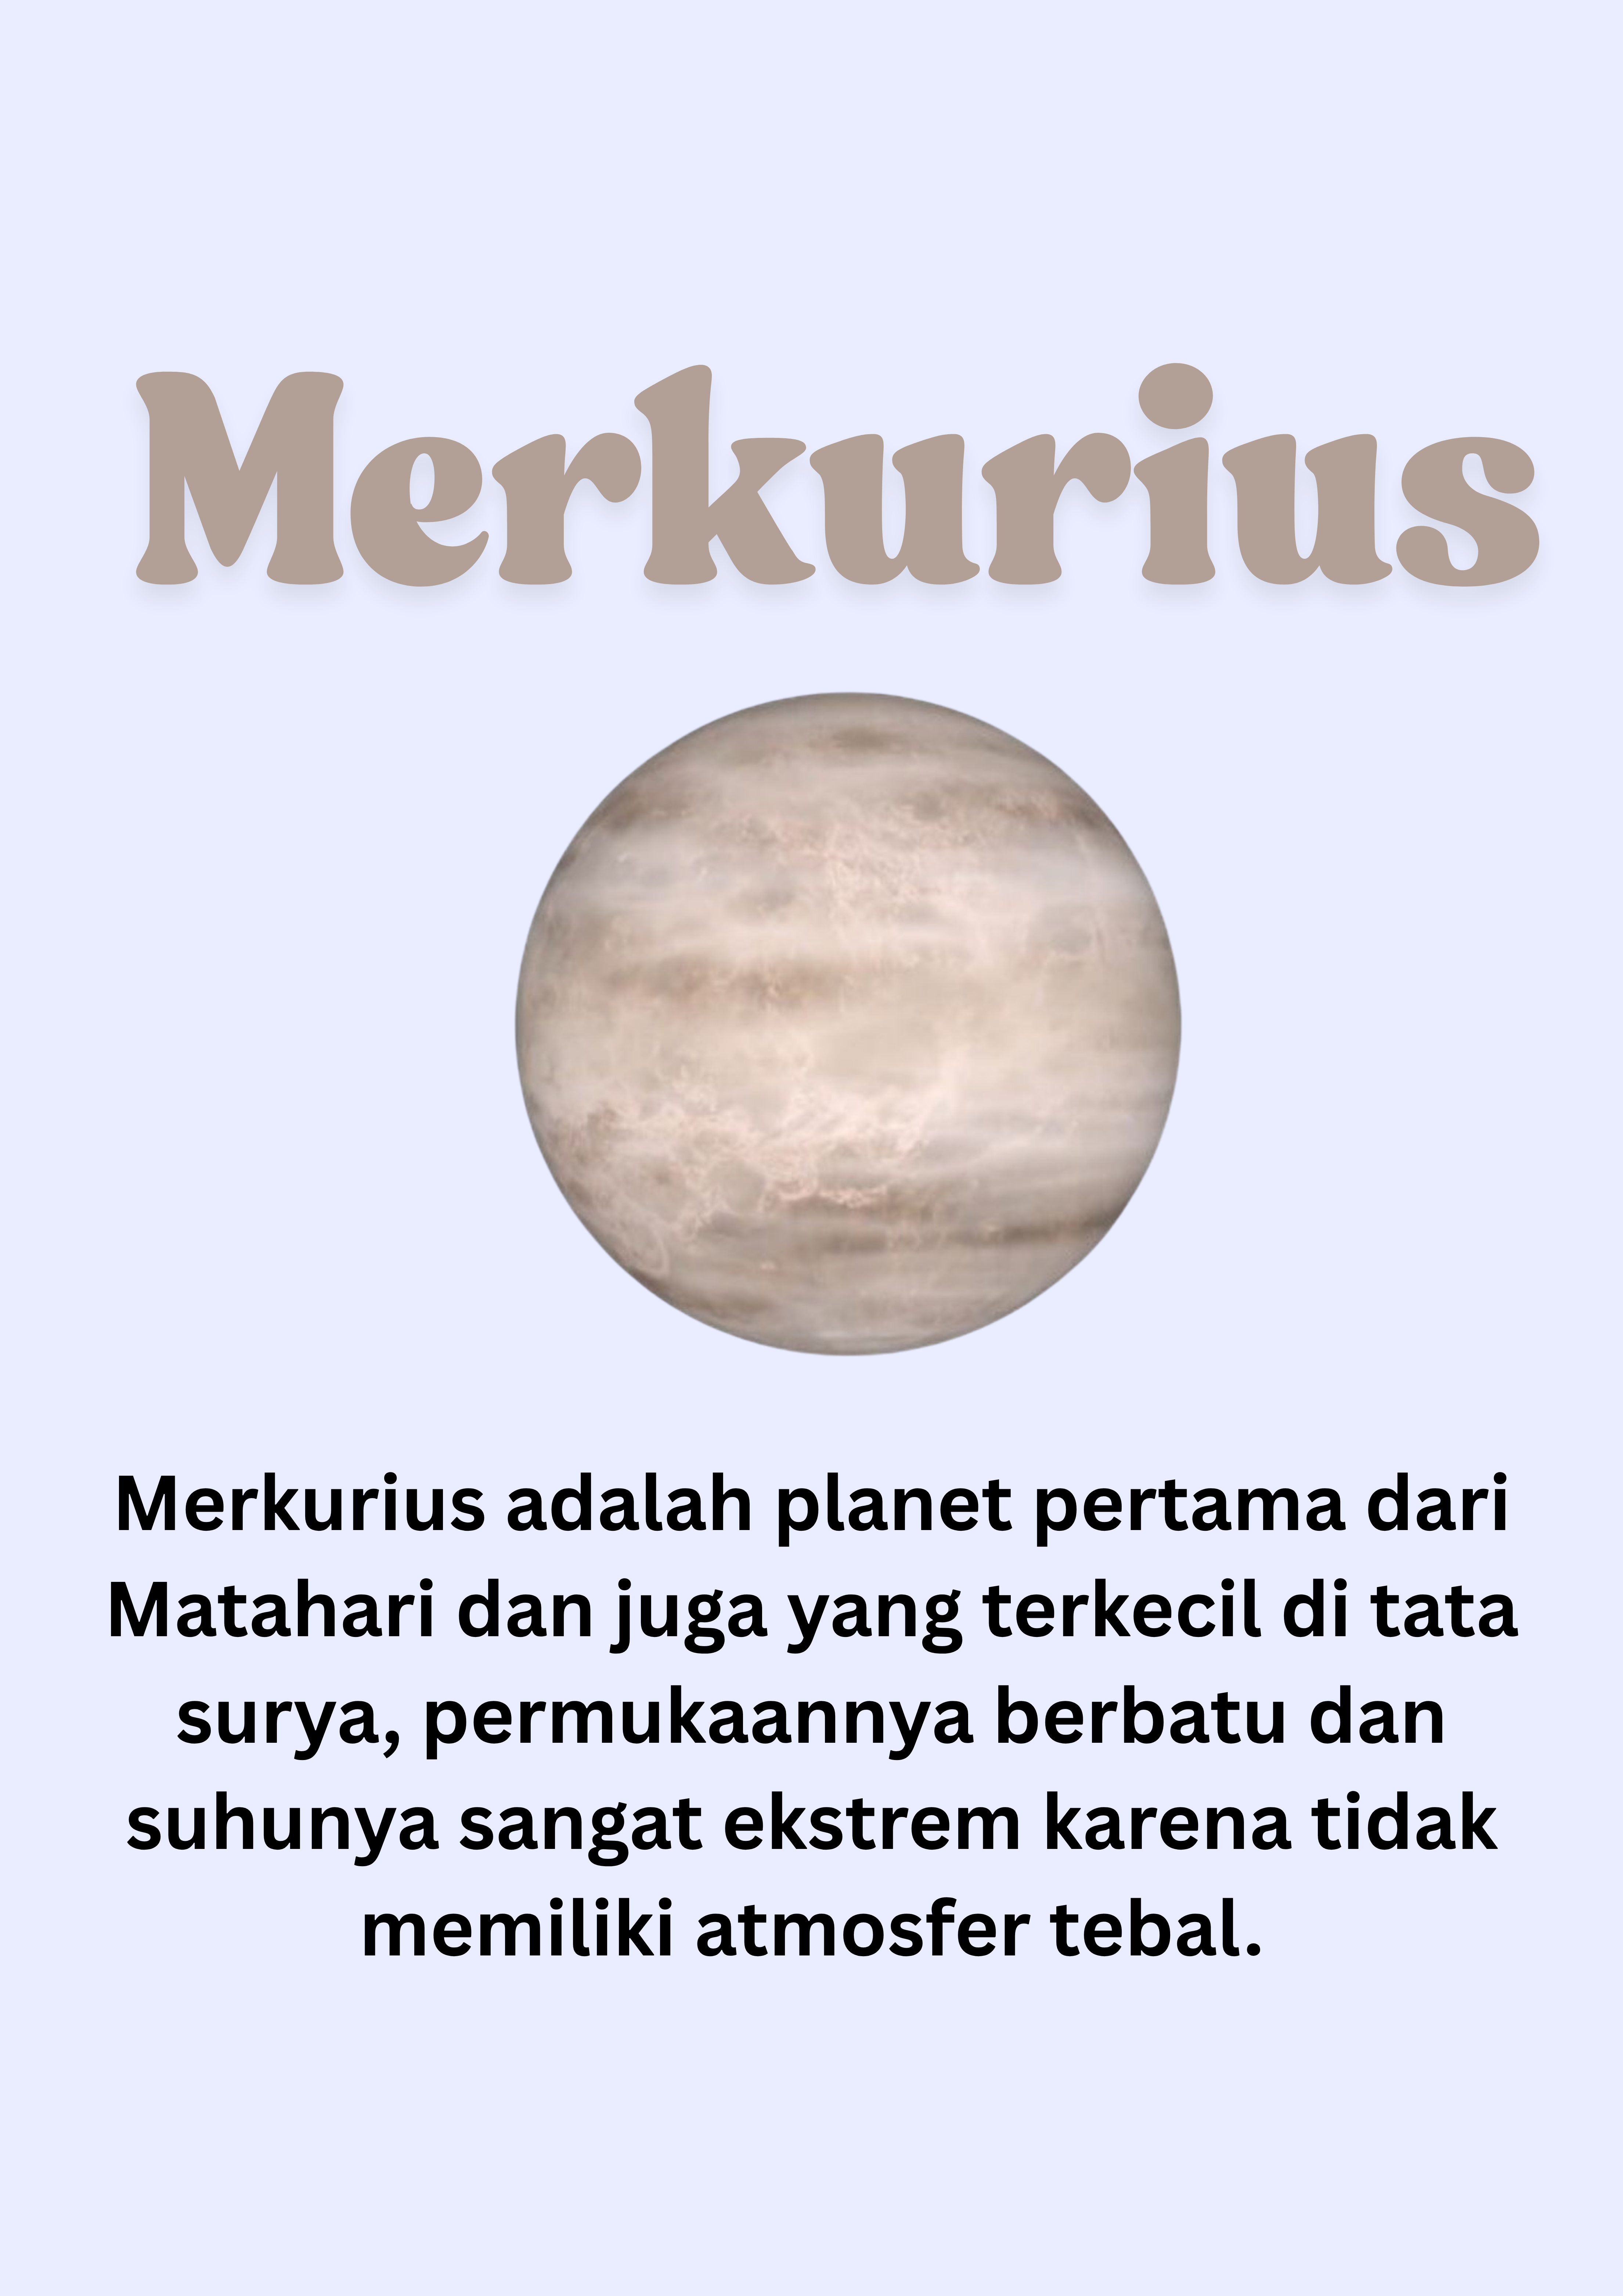 Merkurius
Merkurius adalah planet pertama dari
Matahari dan juga yang terkecil di tata
surya, permukaannya berbatu dan
suhunya sangat ekstrem karena tidak
memiliki atmosfer tebal.